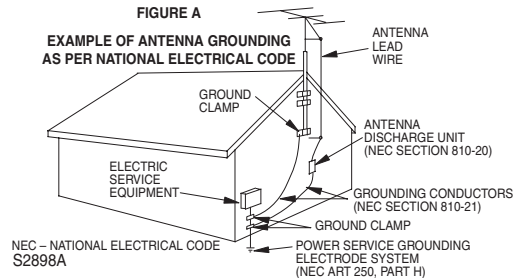 FIGURE A
EXAMPLE OF ANTENNA GROUNDING
AS PER NATIONAL ELECTRICAL CODE
ANTENNA
LEAD
WIRE
GROUND
CLAMP
ANTENNA
DISCHARGE UNIT
(NEC SECTION 810-20)
ELECTRIC
SERVICE
EQUIPMENT
GROUNDING CONDUCTORS
(NEC SECTION 810-21)
GROUND CLAMP
NEC – NATIONAL ELECTRICAL CODE
S2898A
POWER SERVICE GROUNDING
ELECTRODE SYSTEM
(NEC ART 250, PART H)